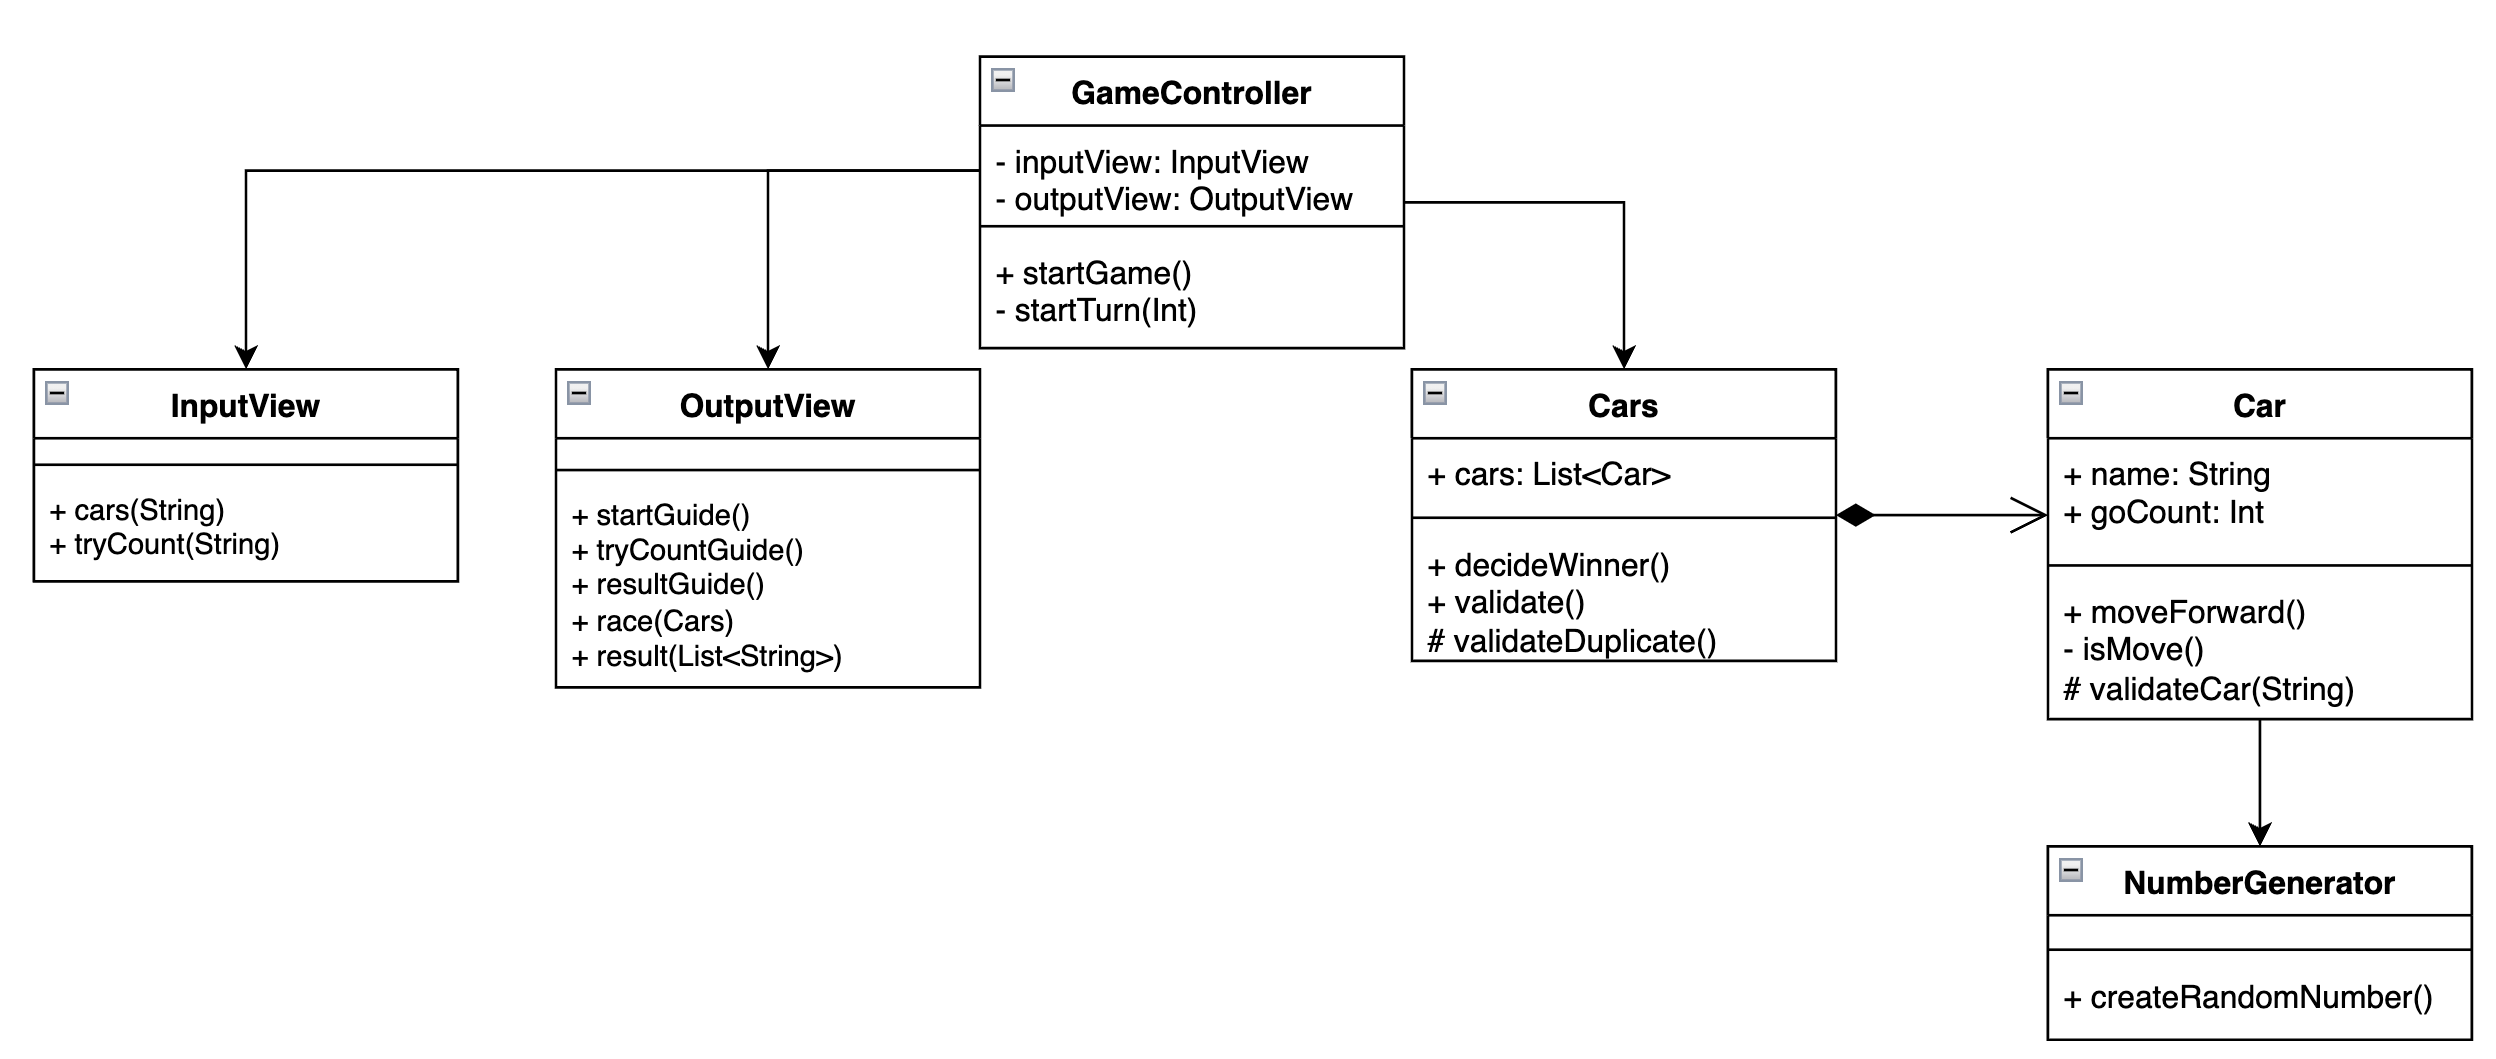 GameController
- inputView: InputView
- outputView: OutputView
+ startGame()
- startTurn(Int)
InputView
+ cars(String)
+ tryCount(String)
OutputView
+ startGuide()
+ tryCountGuide()
+ resultGuide()
+ race(Cars)
+ result(List<String>)
Cars
+ cars: List<Car>
+ decideWinner()
+ validate()
# validateDuplicate()
Car
+ name: String
+ goCount: Int
+ moveForward()
- isMove()
# validateCar(String)
NumberGenerator
+ createRandomNumber()